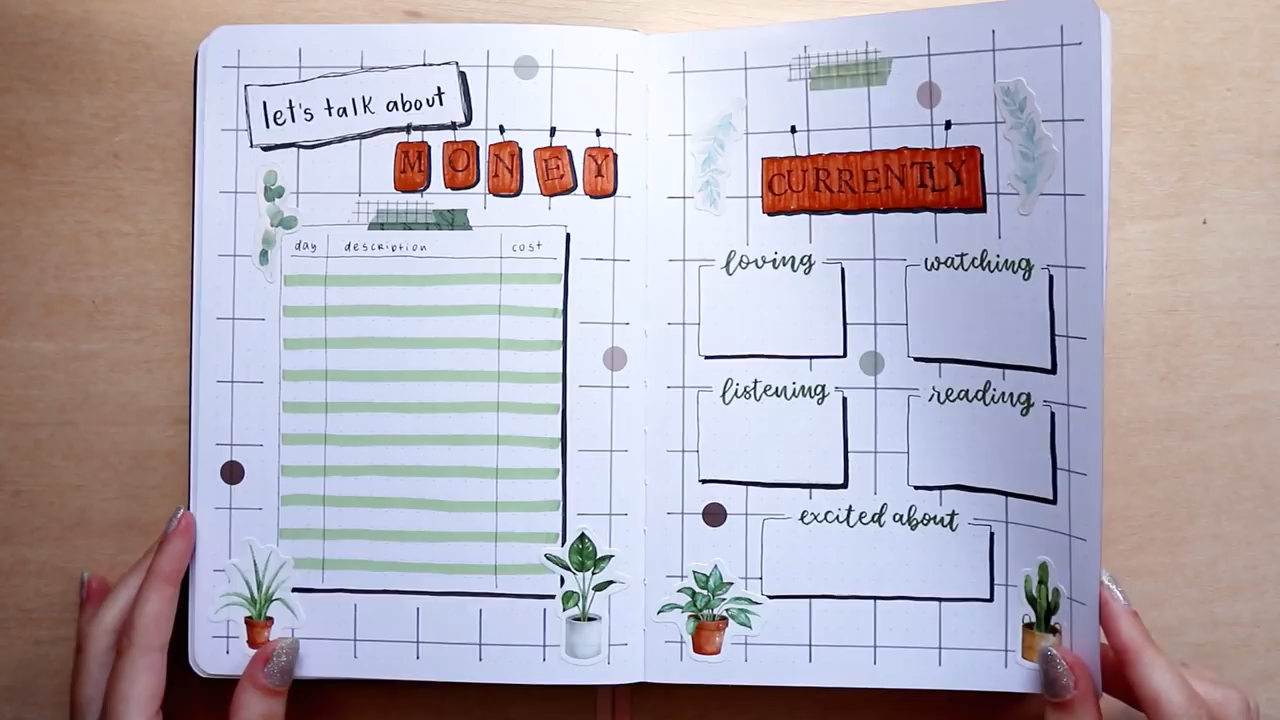 let's talk about
MONEY
day description cost
CURRENTLY
loving watching
listening reading
excited about